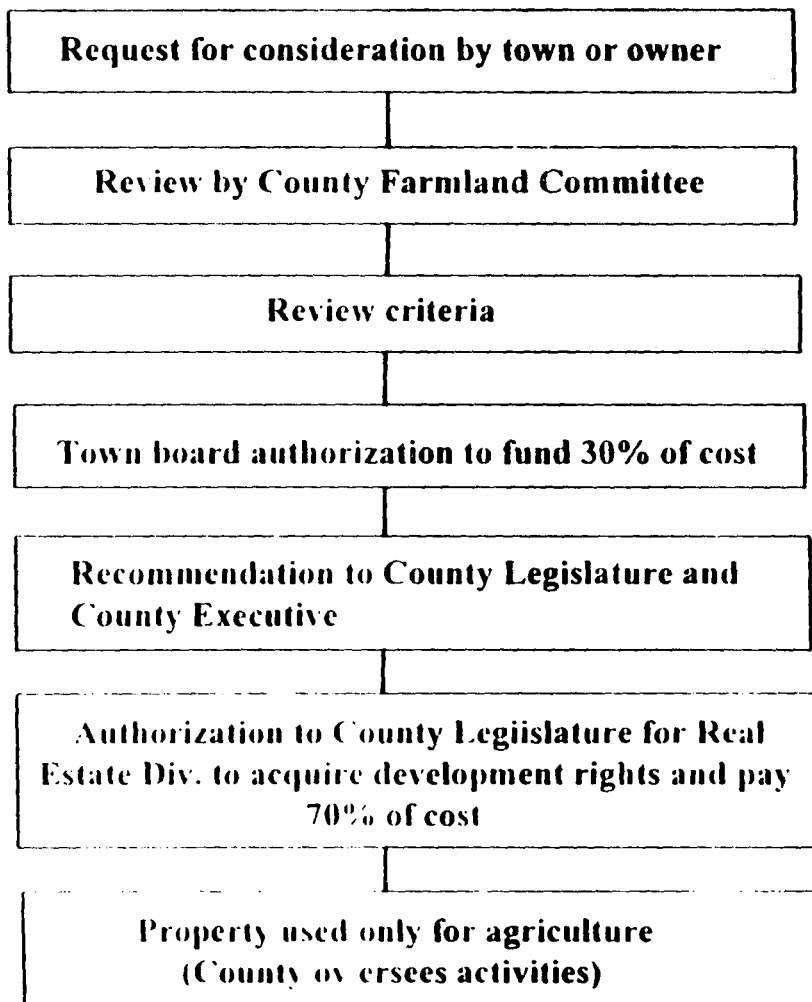 Request for consideration by town or owner
Review by County Farmland Committee
Review criteria
Town board authorization to fund 30% of cost
Recommendation to County Legislature and
County Executive
Authorization to County Legiislature for Real
Estate Div. to acquire development rights and pay
70% of cost
Property used only for agriculture
(County oversees activities)